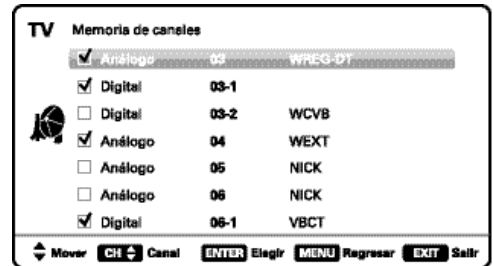 TV Memoria de canales
Análogo 03 WREG-DT
Digital 03-1
Digital 03-2 WCVB
Análogo 04 WEXT
Análogo 05 NICK
Análogo 06 NICK
Digital 06-1 VBCT
Mover CH Canal ENTER Elegir MENU Regresar EXIT Salir